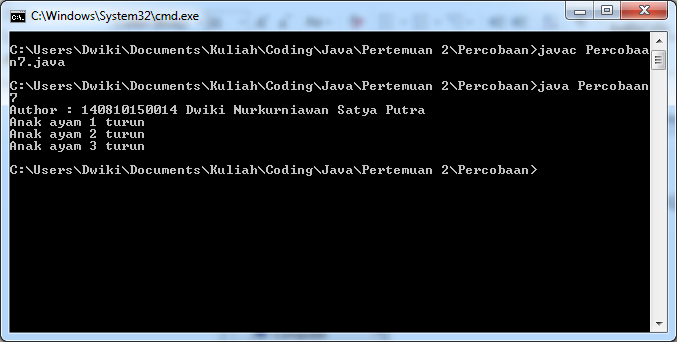 C:\Windows\System32\cmd.exe
C:\Users\Dwiki\Documents\Kuliah\Coding\Java\Pertemuan 2\Percobaan>javac Percobaa
n7.java
C:\Users\Dwiki\Documents\Kuliah\Coding\Java\Pertemuan 2\Percobaan>java Percobaan
7
Author : 140810150014 Dwiki Nurkurniawan Satya Putra
Anak ayam 1 turun
Anak ayam 2 turun
Anak ayam 3 turun
C:\Users\Dwiki\Documents\Kuliah\Coding\Java\Pertemuan 2\Percobaan>